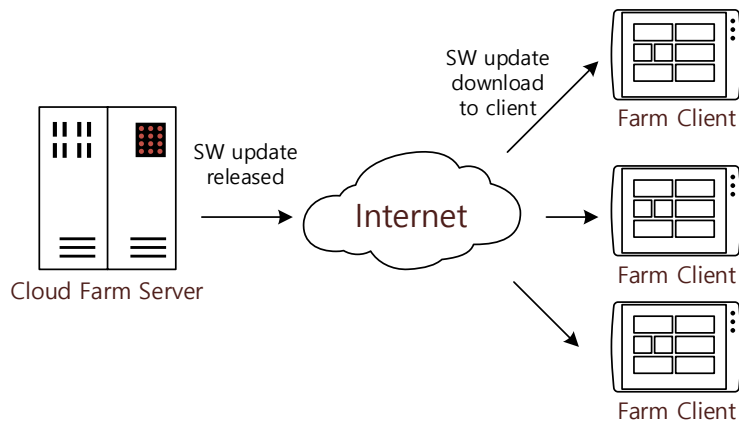 SW update
download
to client
Farm Client
SW update
released
Internet
Farm Client
Cloud Farm Server
Farm Client